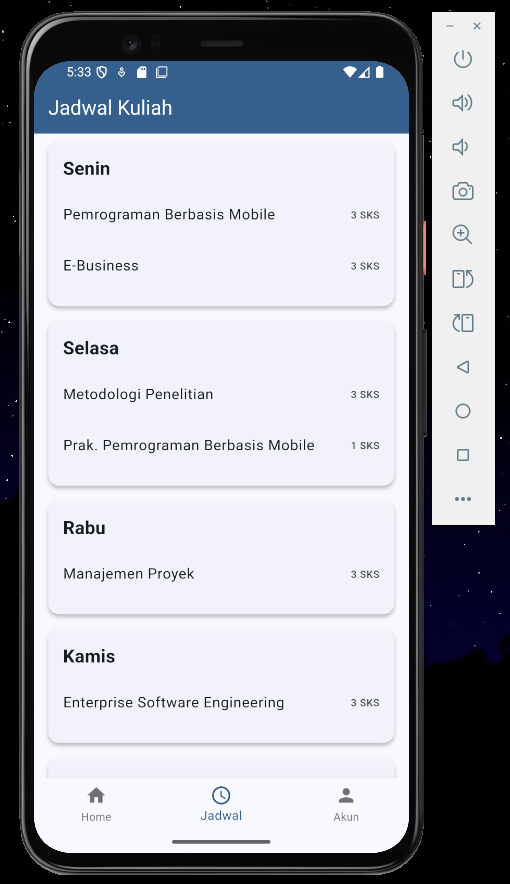 5:33
Jadwal Kuliah
Senin
Pemrograman Berbasis Mobile 3 SKS
E-Business 3 SKS
Selasa
Metodologi Penelitian 3 SKS
Prak. Pemrograman Berbasis Mobile 1 SKS
Rabu
Manajemen Proyek 3 SKS
Kamis
Enterprise Software Engineering 3 SKS
Home Jadwal Akun